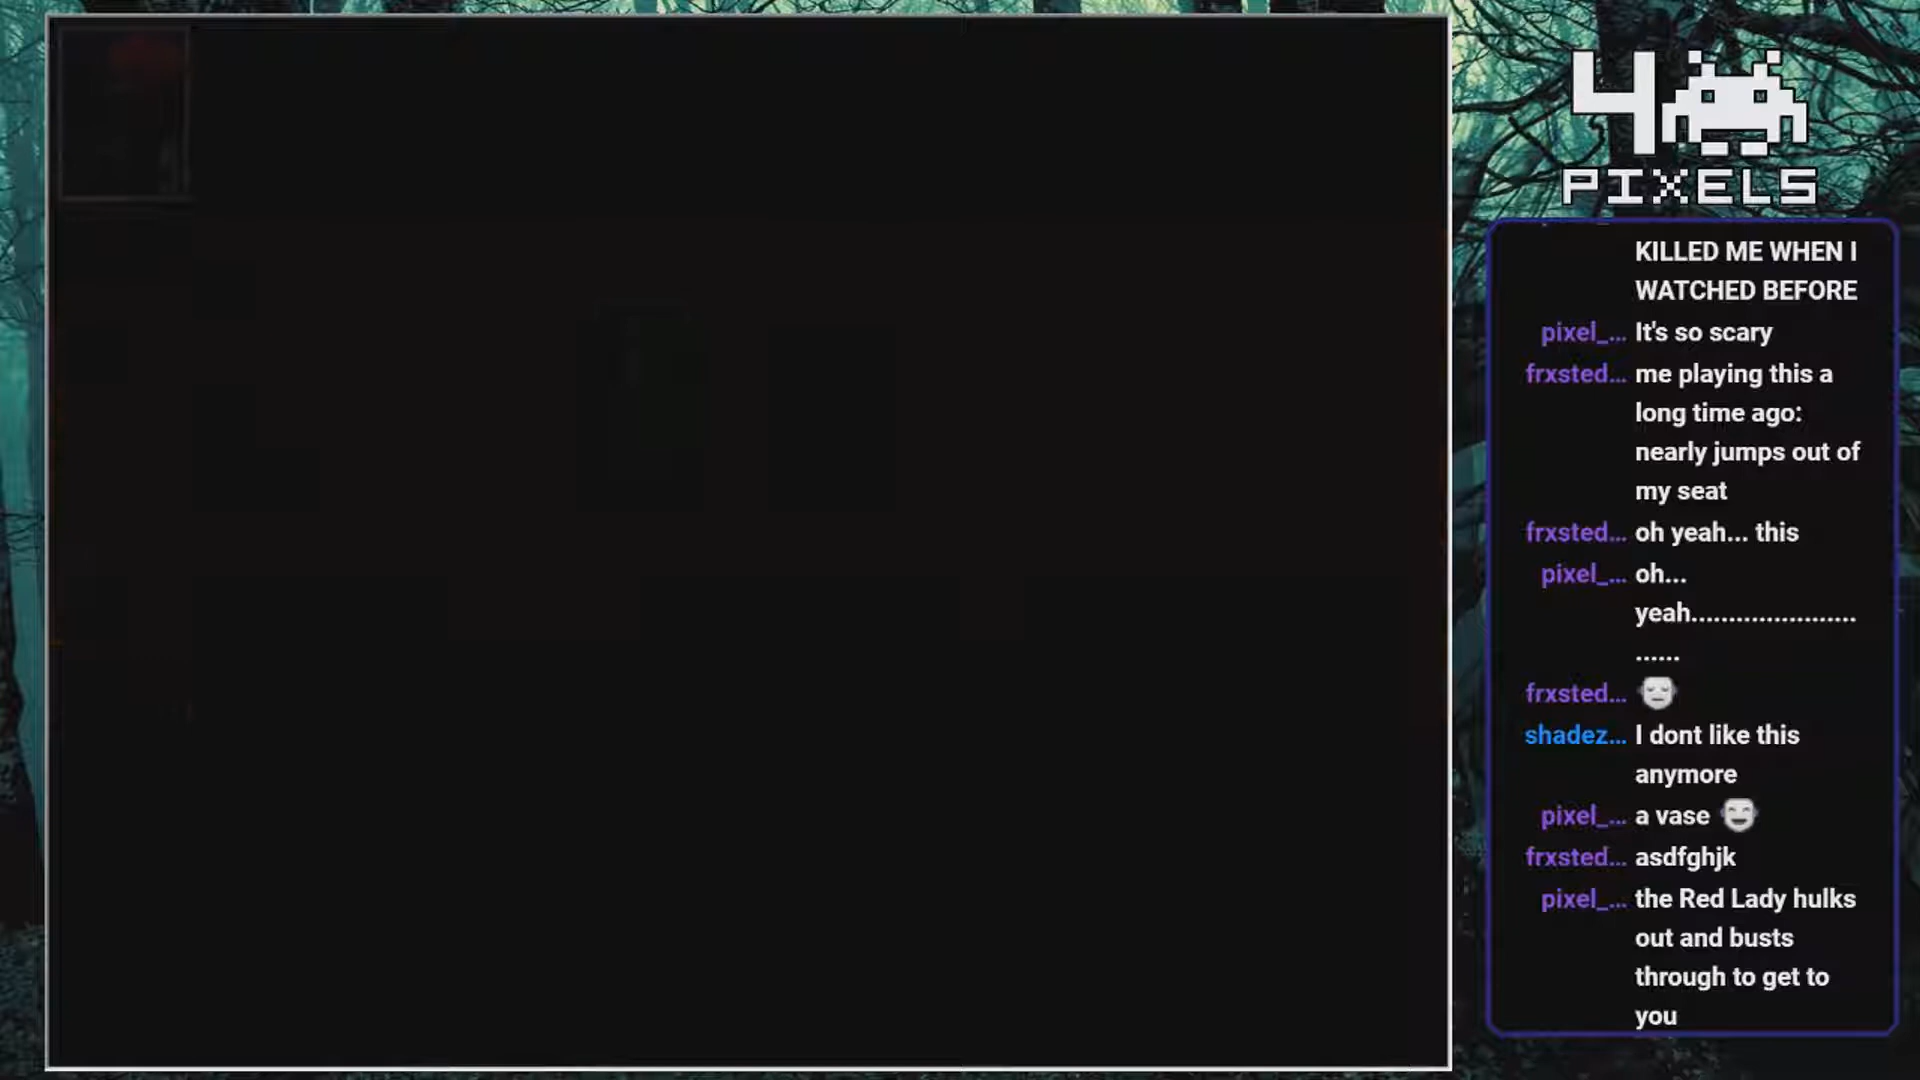 4
PIXELS
KILLED ME WHEN I
WATCHED BEFORE
pixel_... It's so scary
frxsted... me playing this a
long time ago:
nearly jumps out of
my seat
frxsted... oh yeah... this
pixel_... oh...
yeah......................
......
frxsted...
shadez... I dont like this
anymore
pixel_... a vase
frxsted... asdfghjk
pixel_... the Red Lady hulks
out and busts
through to get to
you